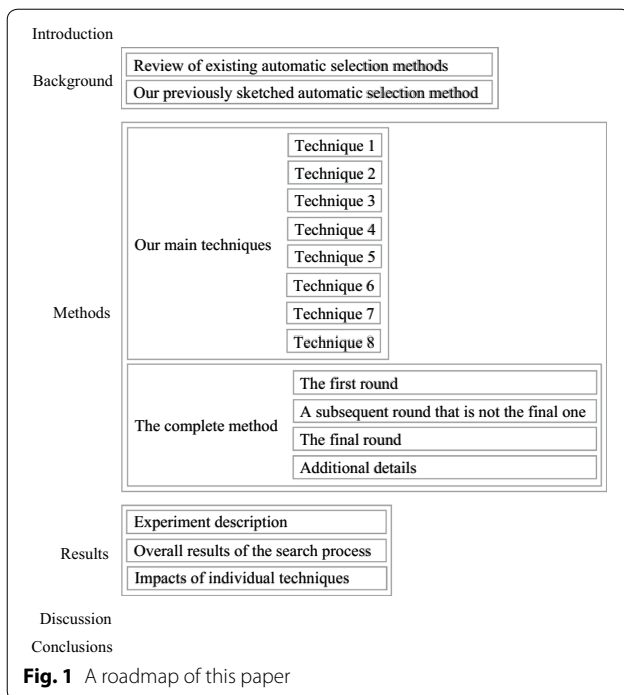 Introduction
Background
Review of existing automatic selection methods
Our previously sketched automatic selection method
Methods
Our main techniques
Technique 1
Technique 2
Technique 3
Technique 4
Technique 5
Technique 6
Technique 7
Technique 8
The complete method
The first round
A subsequent round that is not the final one
The final round
Additional details
Results
Experiment description
Overall results of the search process
Impacts of individual techniques
Discussion
Conclusions
Fig. 1 A roadmap of this paper